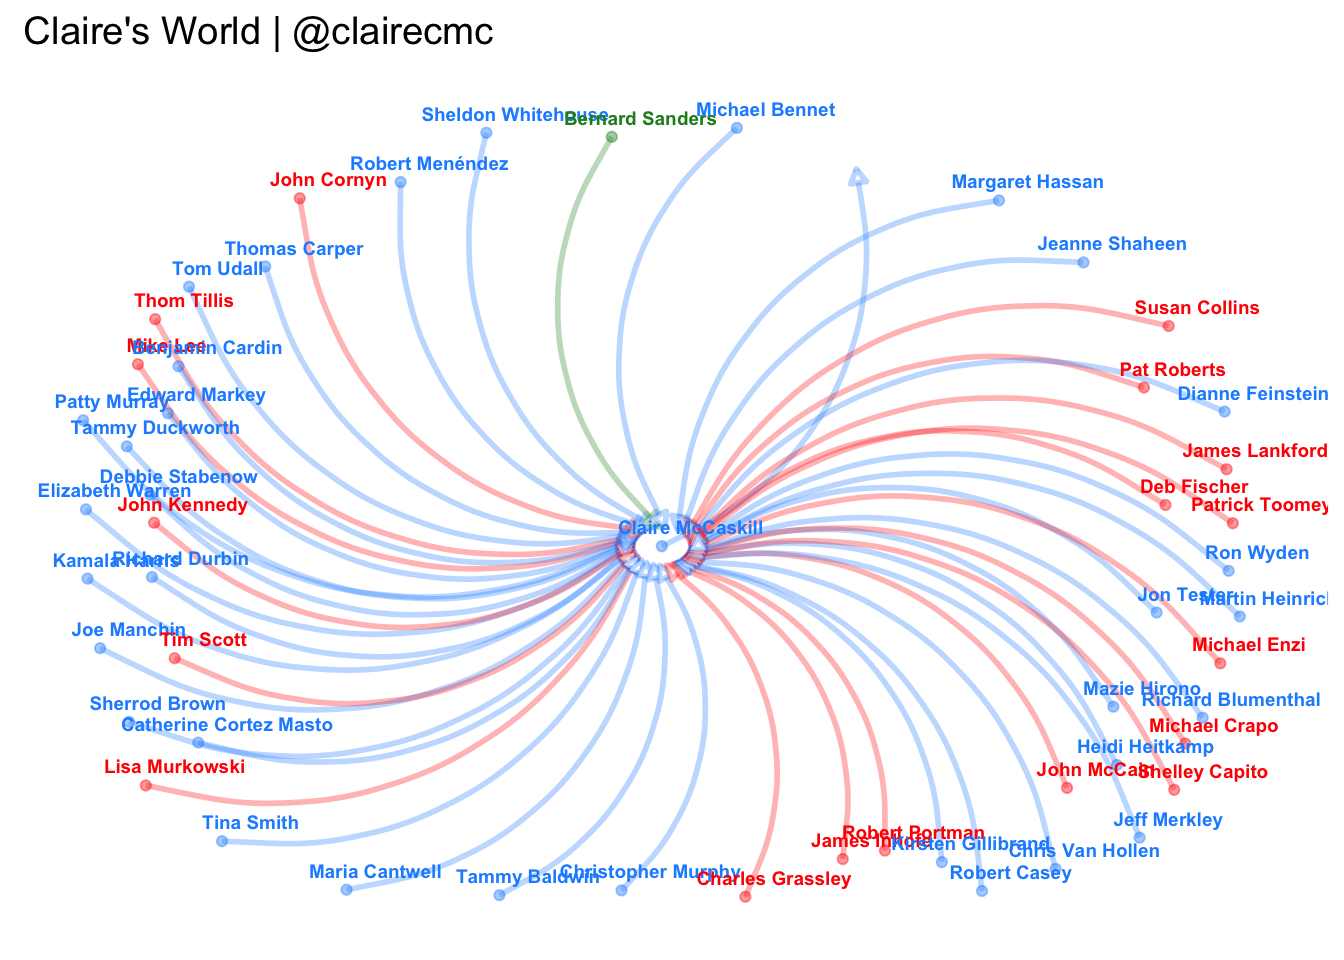 Claire's World | @clairecmc
Michael Bennet
Sheldon Whitehouse
Bernard Sanders
Robert Menéndez
John Cornyn
Margaret Hassan
Jeanne Shaheen
Thomas Carper
Tom Udall
Thom Tillis
Susan Collins
Mike Lee
Benjamin Cardin
Pat Roberts
Dianne Feinstein
Edward Markey
Patty Murray
Tammy Duckworth
James Lankford
Debbie Stabenow
Elizabeth Warren
Deb Fischer
John Kennedy
Patrick Toomey
Claire McCaskill
Ron Wyden
Richard Durbin
Kamala Harris
Jon Tester
Martin Heinric
Joe Manchin
Tim Scott
Michael Enzi
Mazie Hirono
Richard Blumenthal
Sherrod Brown
Catherine Cortez Masto
Michael Crapo
Heidi Heitkamp
Lisa Murkowski
John McCain
Shelley Capito
Tina Smith
Jeff Merkley
Robert Portman
James Inhofe
Kirsten Gillibrand
Chris Van Hollen
Maria Cantwell
Tammy Baldwin
Christopher Murphy
Charles Grassley
Robert Casey